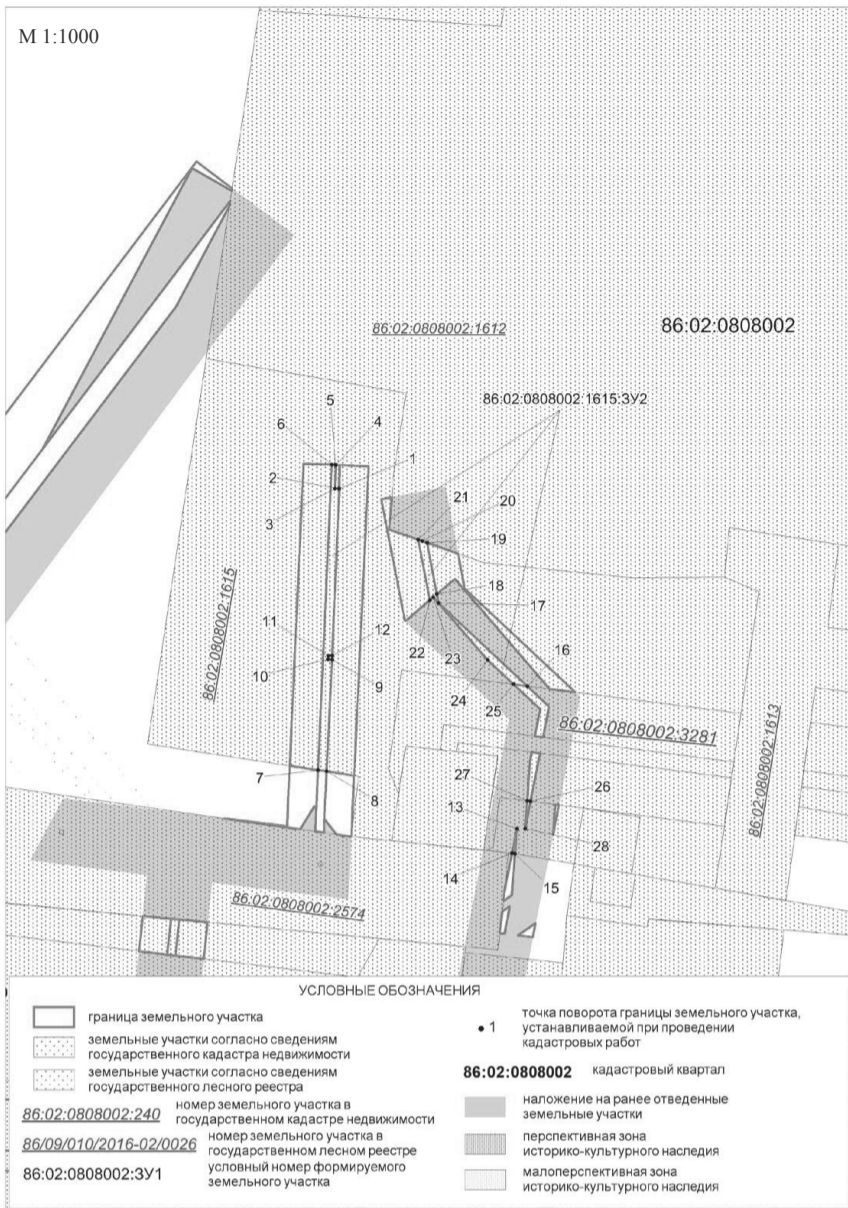 М 1:1000
86:02:0808002:1612
86:02:0808002
86:02:0808002:1615:ЗУ2
5
6
4
1
2
3
21
20
19
18
17
16
86:02:0808002:1615
11
12
10
9
22
23
24
25
86:02:0808002:3281
86:02:0808002:1613
7
8
27
26
13
28
14
15
86:02:0808002:2574
УСЛОВНЫЕ ОБОЗНАЧЕНИЯ
граница земельного участка
земельные участки согласно сведениям
государственного кадастра недвижимости
земельные участки согласно сведениям
государственного лесного реестра
86:02:0808002:240
номер земельного участка в
государственном кадастре недвижимости
86/09/010/2016-02/0026
номер земельного участка в
государственном лесном реестре
86:02:0808002:ЗУ1
условный номер формируемого
земельного участка
1
точка поворота границы земельного участка,
устанавливаемой при проведении
кадастровых работ
86:02:0808002 кадастровый квартал
наложение на ранее отведенные
земельные участки
перспективная зона
историко-культурного наследия
малоперспективная зона
историко-культурного наследия